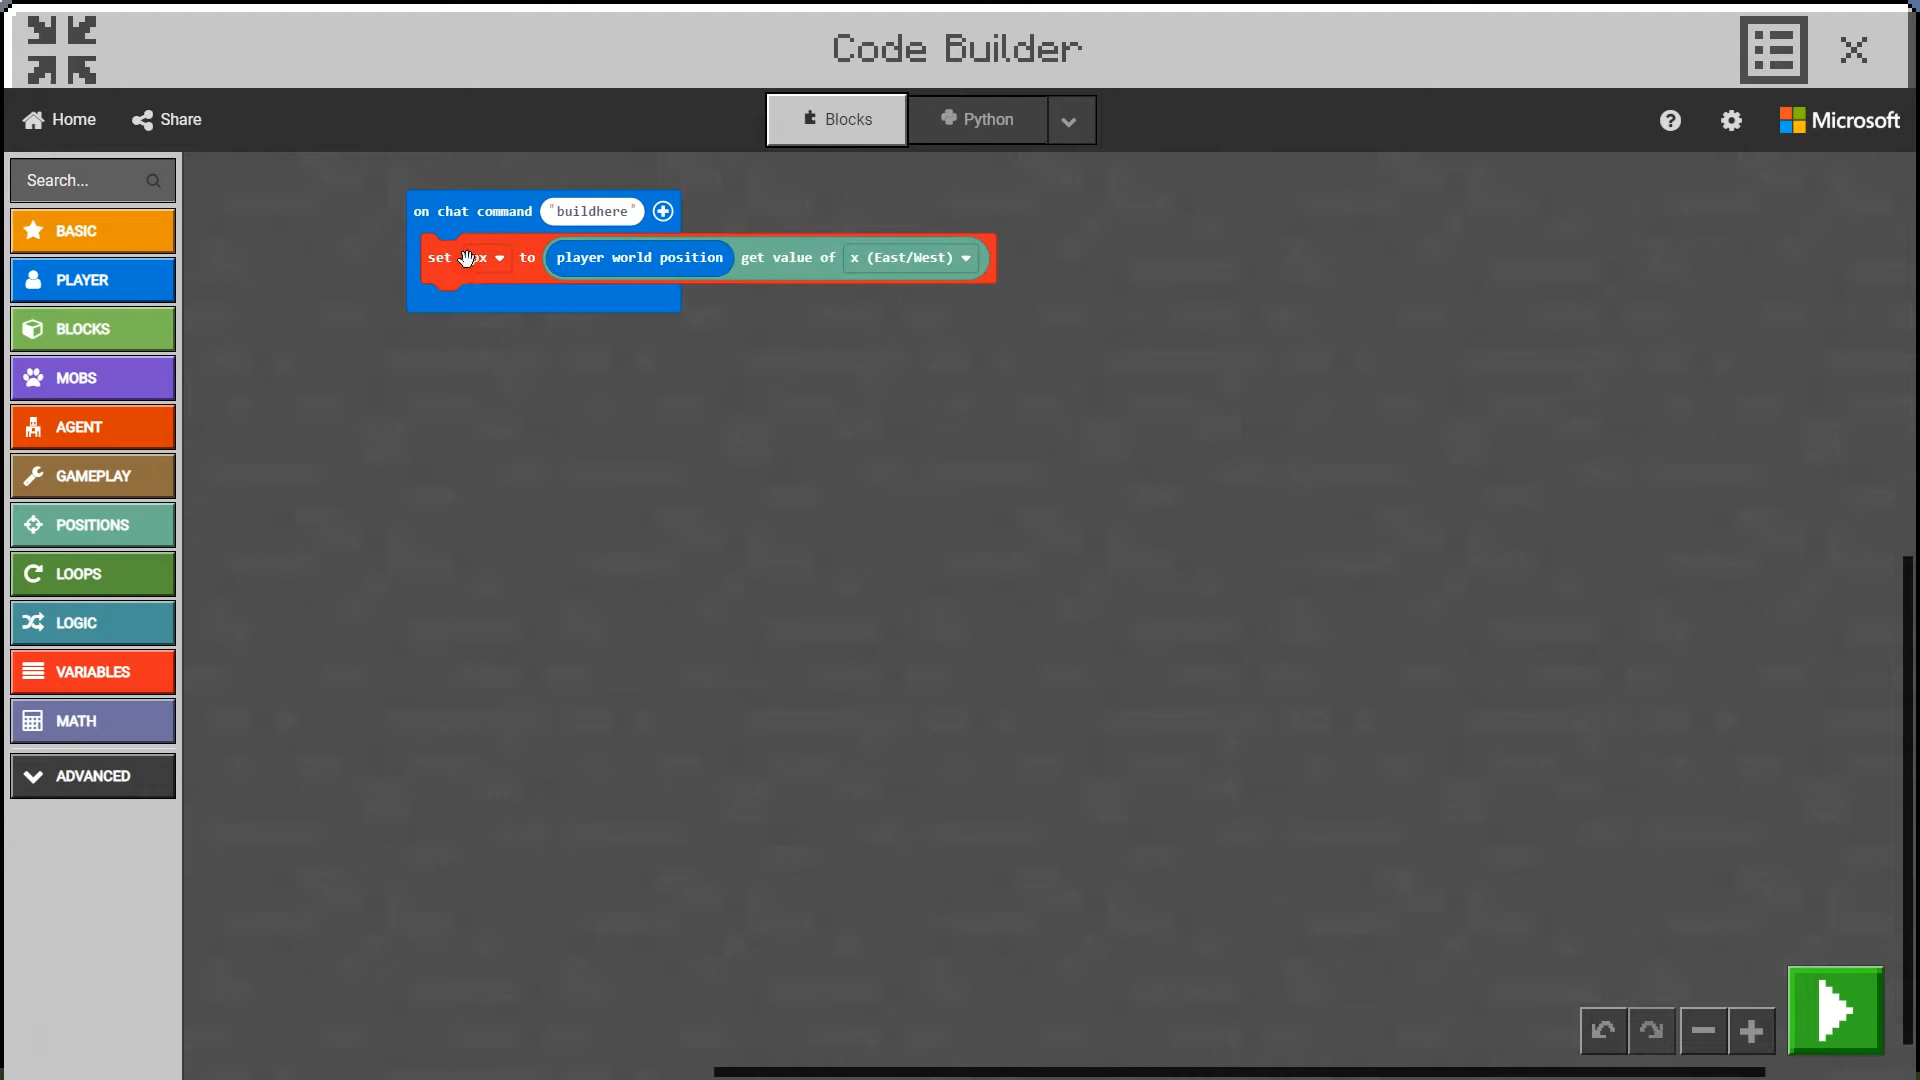 Code Builder
Home
Share
Blocks
Python
Microsoft
Search...
BASIC
PLAYER
BLOCKS
MOBS
AGENT
GAMEPLAY
POSITIONS
LOOPS
LOGIC
VARIABLES
MATH
ADVANCED
on chat command "buildhere"
set to player world position get value of x (East/West)